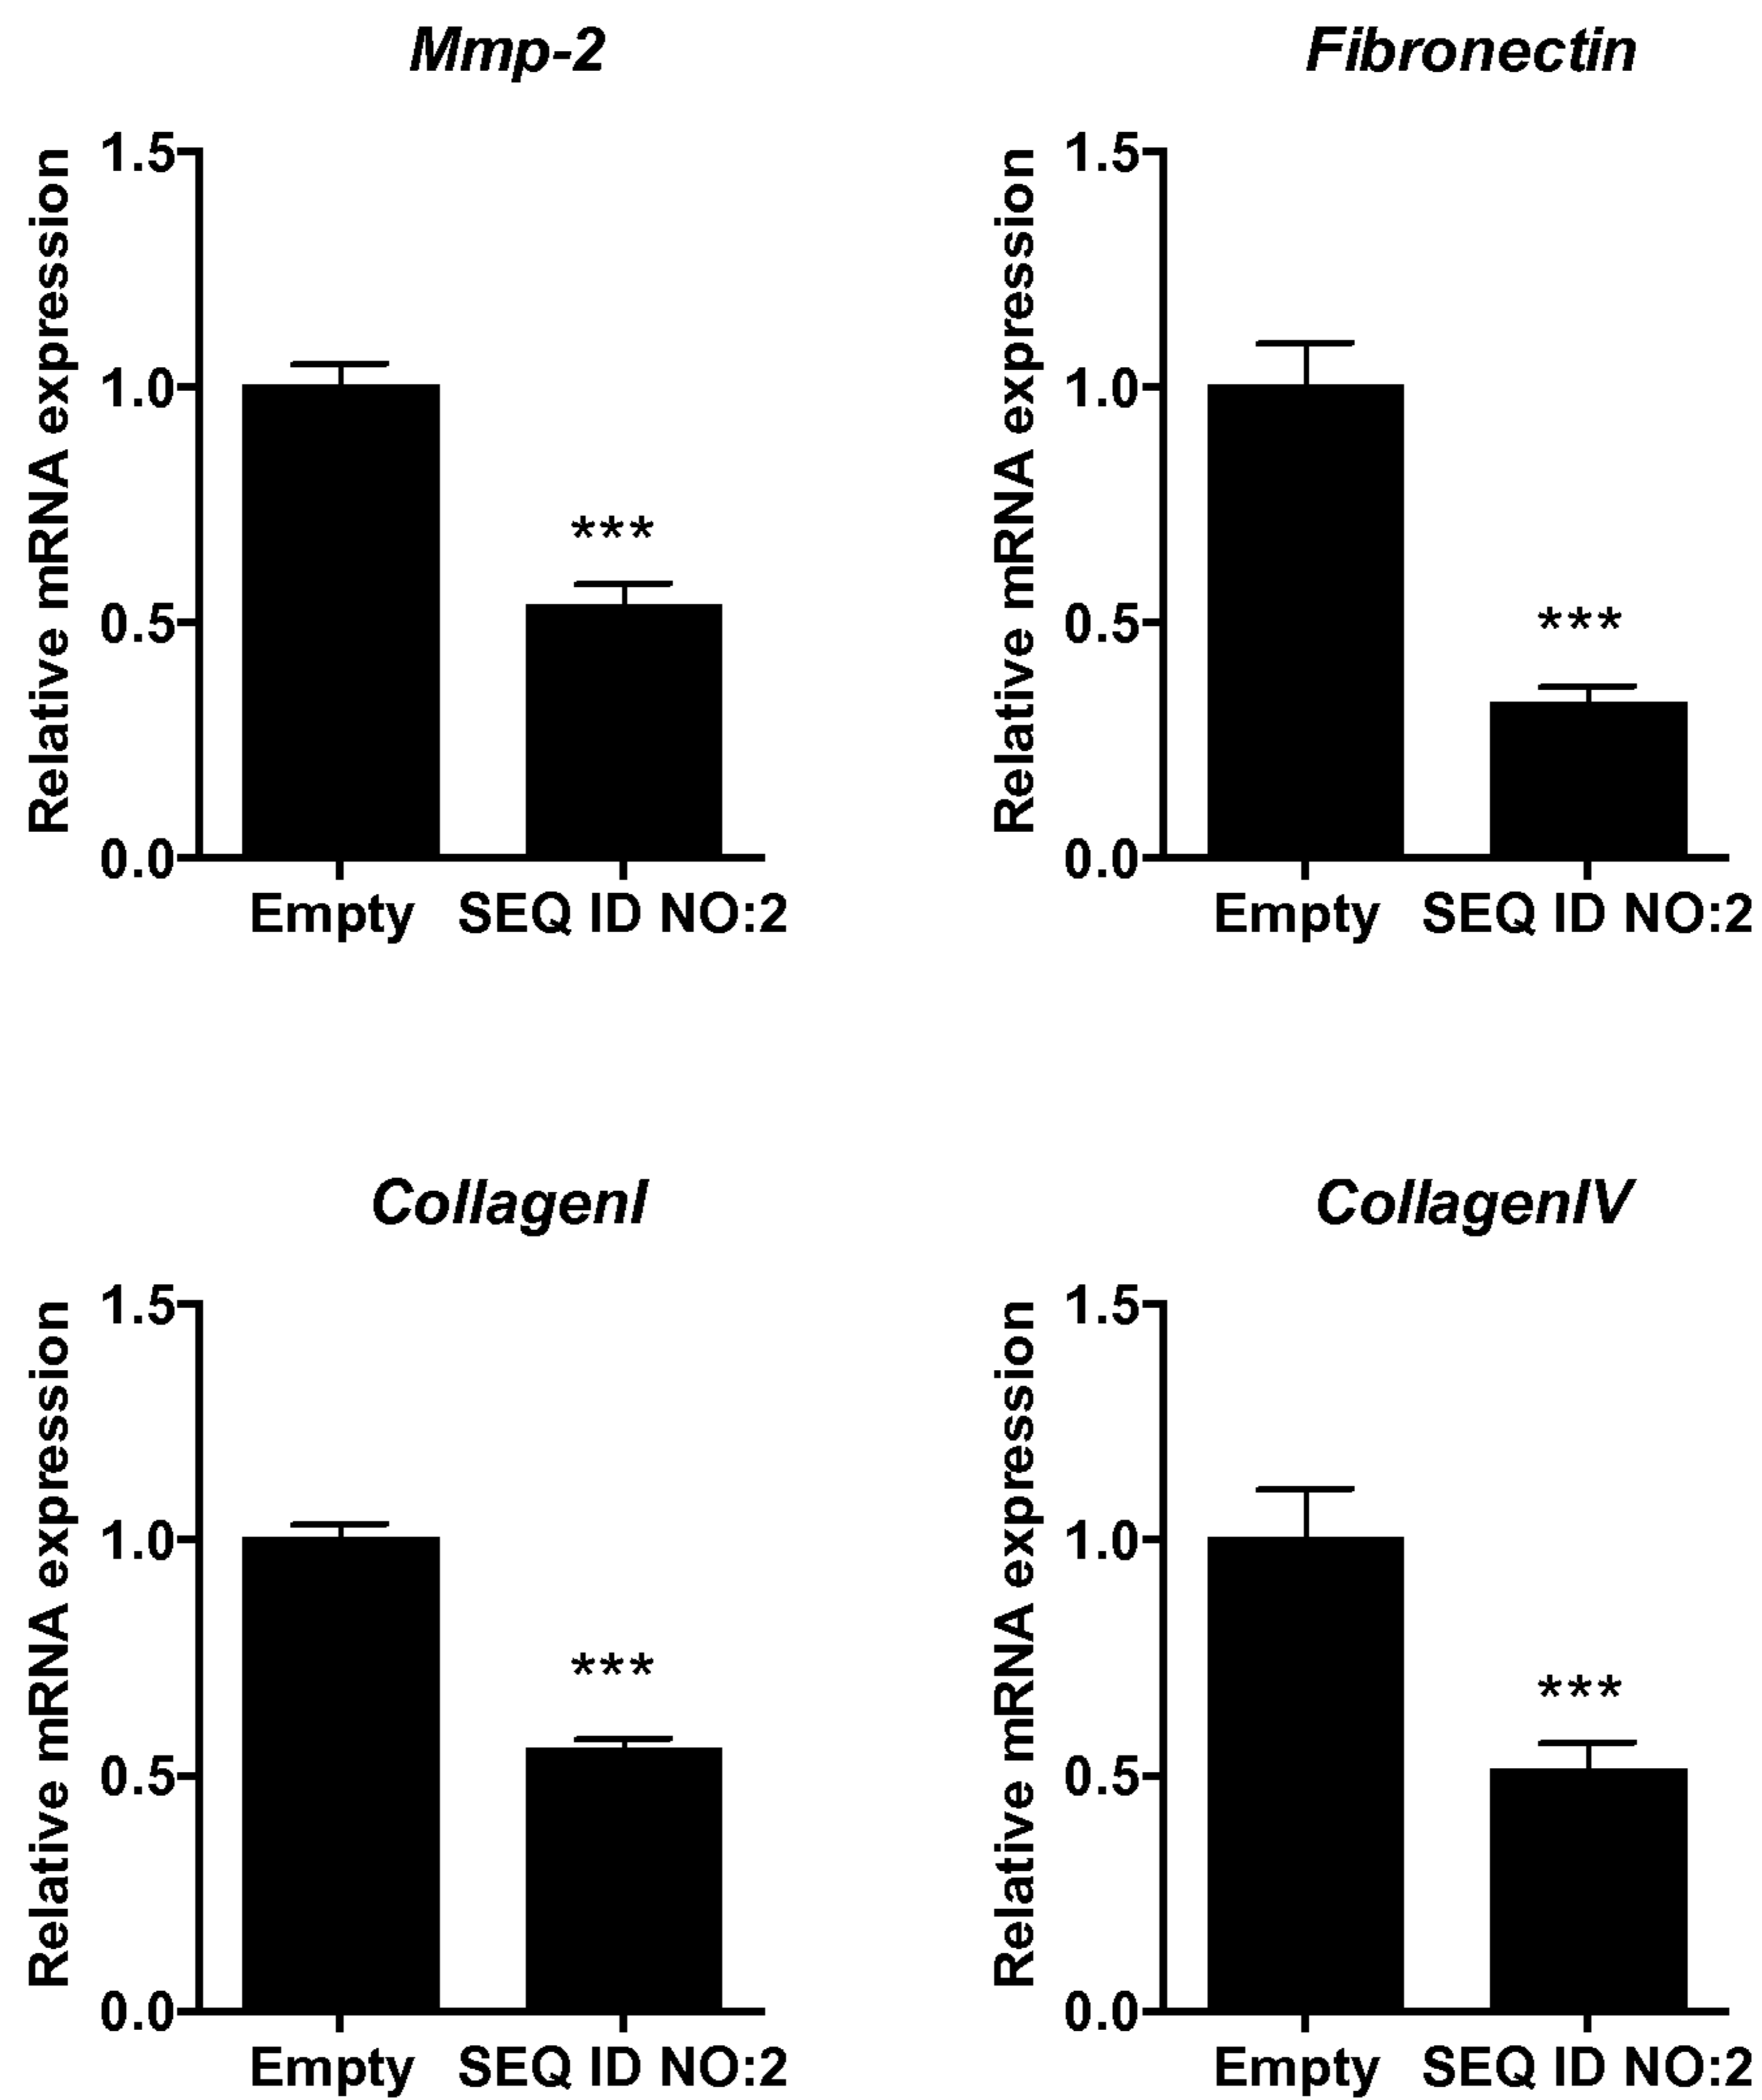 Mmp-2
Relative mRNA expression
1.5
1.0
0.5
0.0
Empty SEQ ID NO:2
***
Fibronectin
Relative mRNA expression
1.5
1.0
0.5
0.0
Empty SEQ ID NO:2
***
CollagenI
Relative mRNA expression
1.5
1.0
0.5
0.0
Empty SEQ ID NO:2
***
CollagenIV
Relative mRNA expression
1.5
1.0
0.5
0.0
Empty SEQ ID NO:2
***